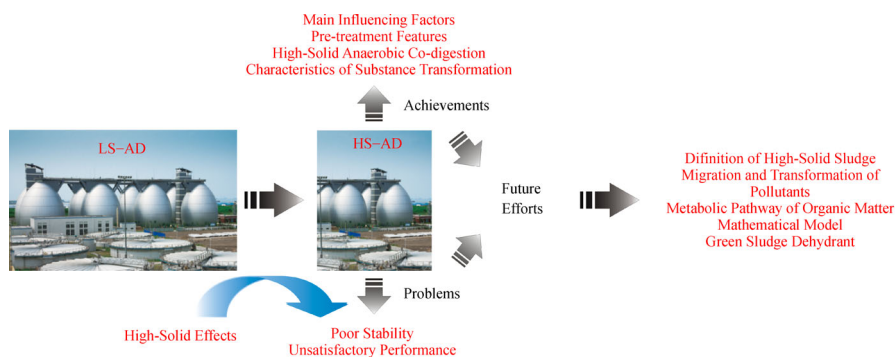 Main Influencing Factors
Pre-treatment Features
High-Solid Anaerobic Co-digestion
Characteristics of Substance Transformation
Achievements
LS-AD
HS-AD
Future
Efforts
Difinition of High-Solid Sludge
Migration and Transformation of
Pollutants
Metabolic Pathway of Organic Matter
Mathematical Model
Green Sludge Dehydrant
Problems
High-Solid Effects
Poor Stability
Unsatisfactory Performance